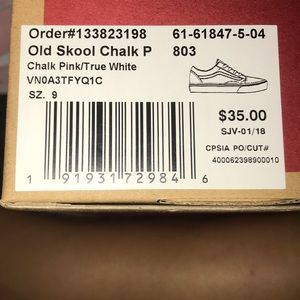 Order#133823198 61-61847-5-04
Old Skool Chalk P 803
Chalk Pink/True White
VN0A3TFYQ1C
SZ. 9
$35.00
SJV-01/18
CPSIA PO/CUT#
400062398900010
1 91931 72984 6